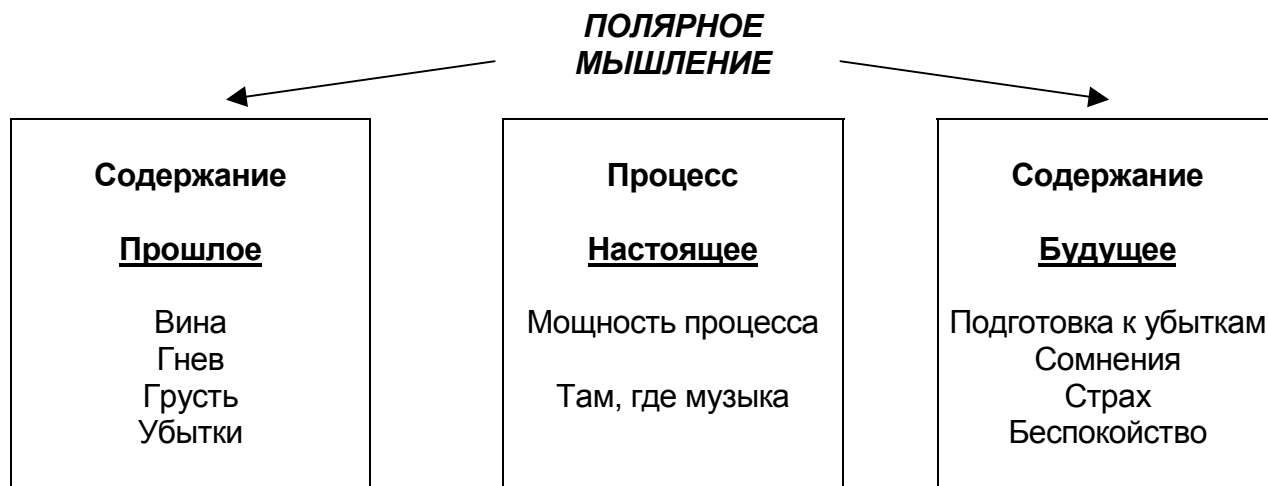 ПОЛЯРНОЕ
МЫШЛЕНИЕ
Содержание
Прошлое
Вина
Гнев
Грусть
Убытки
Процесс
Настоящее
Мощность процесса
Там, где музыка
Содержание
Будущее
Подготовка к убыткам
Сомнения
Страх
Беспокойство